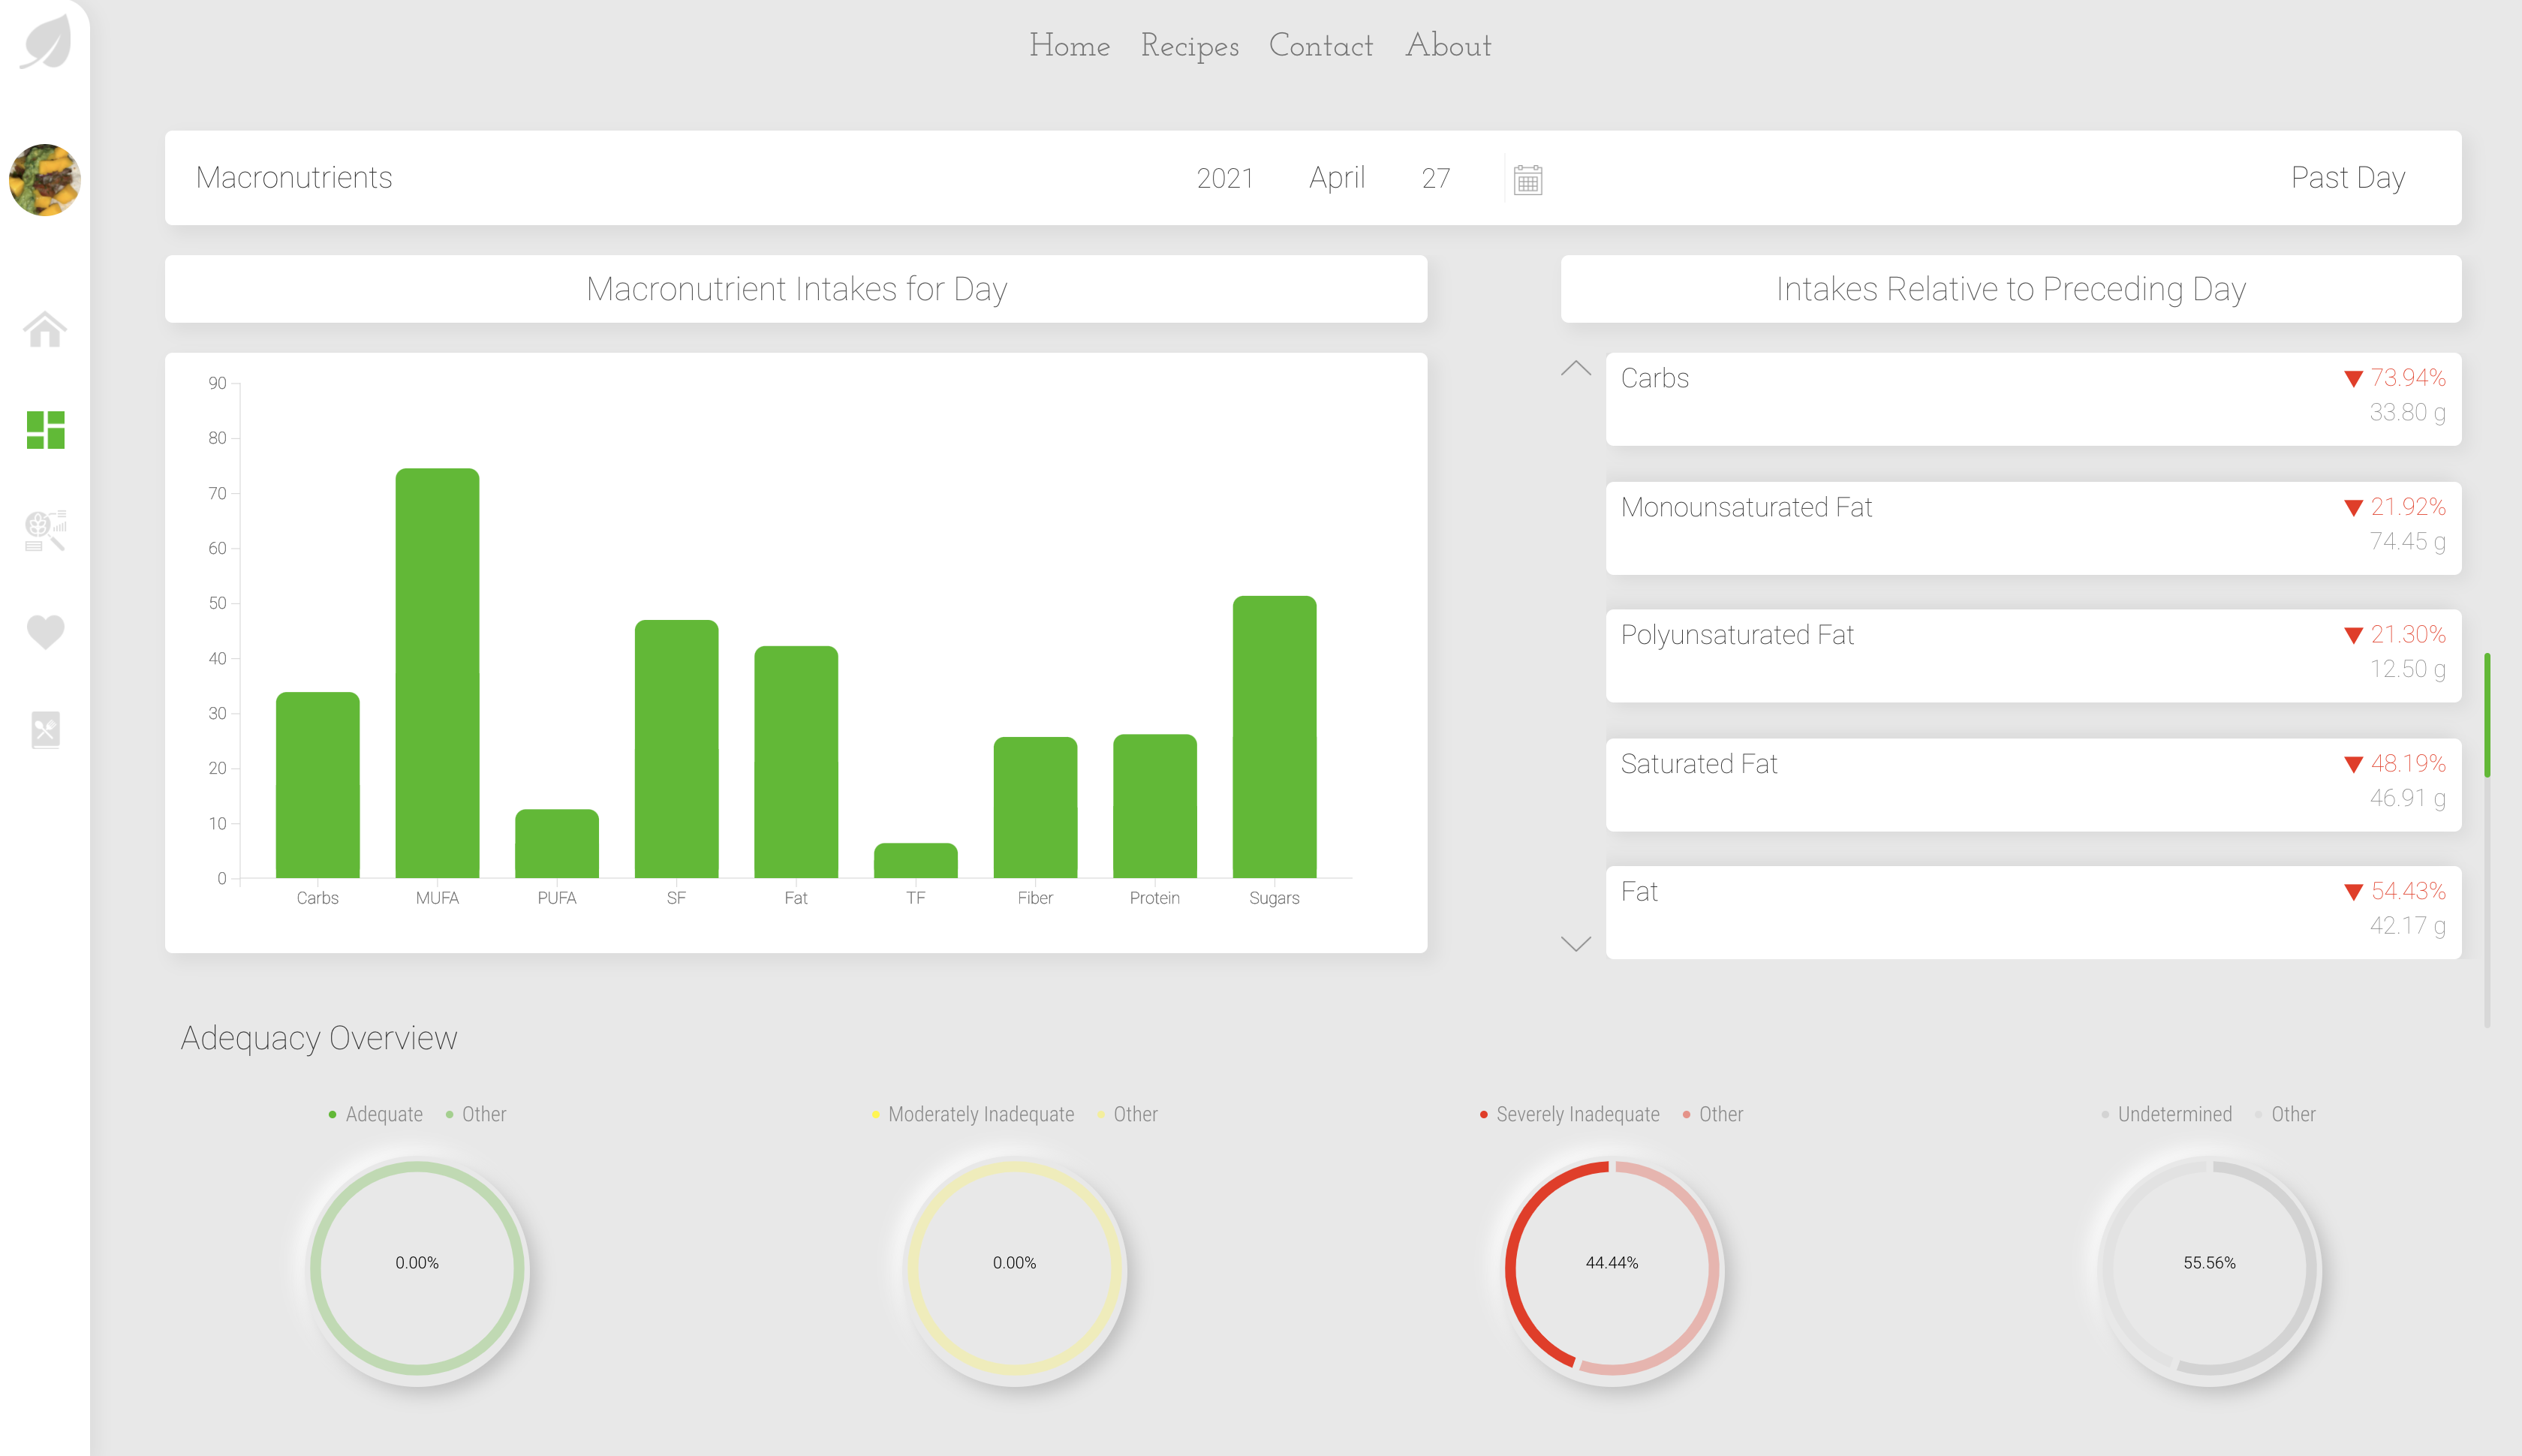 Home Recipes Contact About
Macronutrients 2021 April 27 Past Day
Macronutrient Intakes for Day
Intakes Relative to Preceding Day
90
80
70
60
50
40
30
20
10
0
Carbs MUFA PUFA SF Fat TF Fiber Protein Sugars
Carbs 73.94%
33.80 g
Monounsaturated Fat 21.92%
74.45 g
Polyunsaturated Fat 21.30%
12.50 g
Saturated Fat 48.19%
46.91 g
Fat 54.43%
42.17 g
Adequacy Overview
Adequate Other
0.00%
Moderately Inadequate Other
0.00%
Severely Inadequate Other
44.44%
Undetermined Other
55.56%